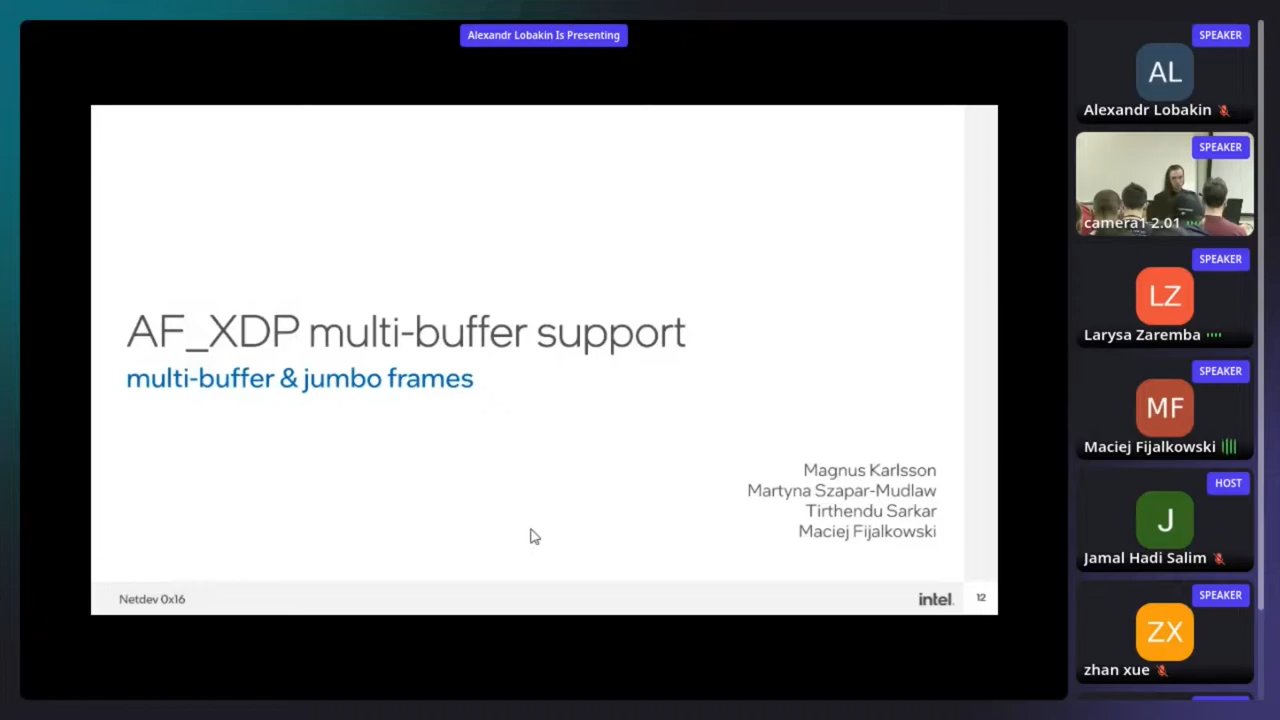 Alexandr Lobakin Is Presenting
AF_XDP multi-buffer support
multi-buffer & jumbo frames
Magnus Karlsson
Martyna Szapar-Mudlaw
Tirthendu Sarkar
Maciej Fijalkowski
Netdev 0x16
intel.
12
SPEAKER
AL
Alexandr Lobakin
SPEAKER
camera1 2.01
SPEAKER
LZ
Larysa Zaremba
SPEAKER
MF
Maciej Fijalkowski
HOST
J
Jamal Hadi Salim
SPEAKER
ZX
zhan xue